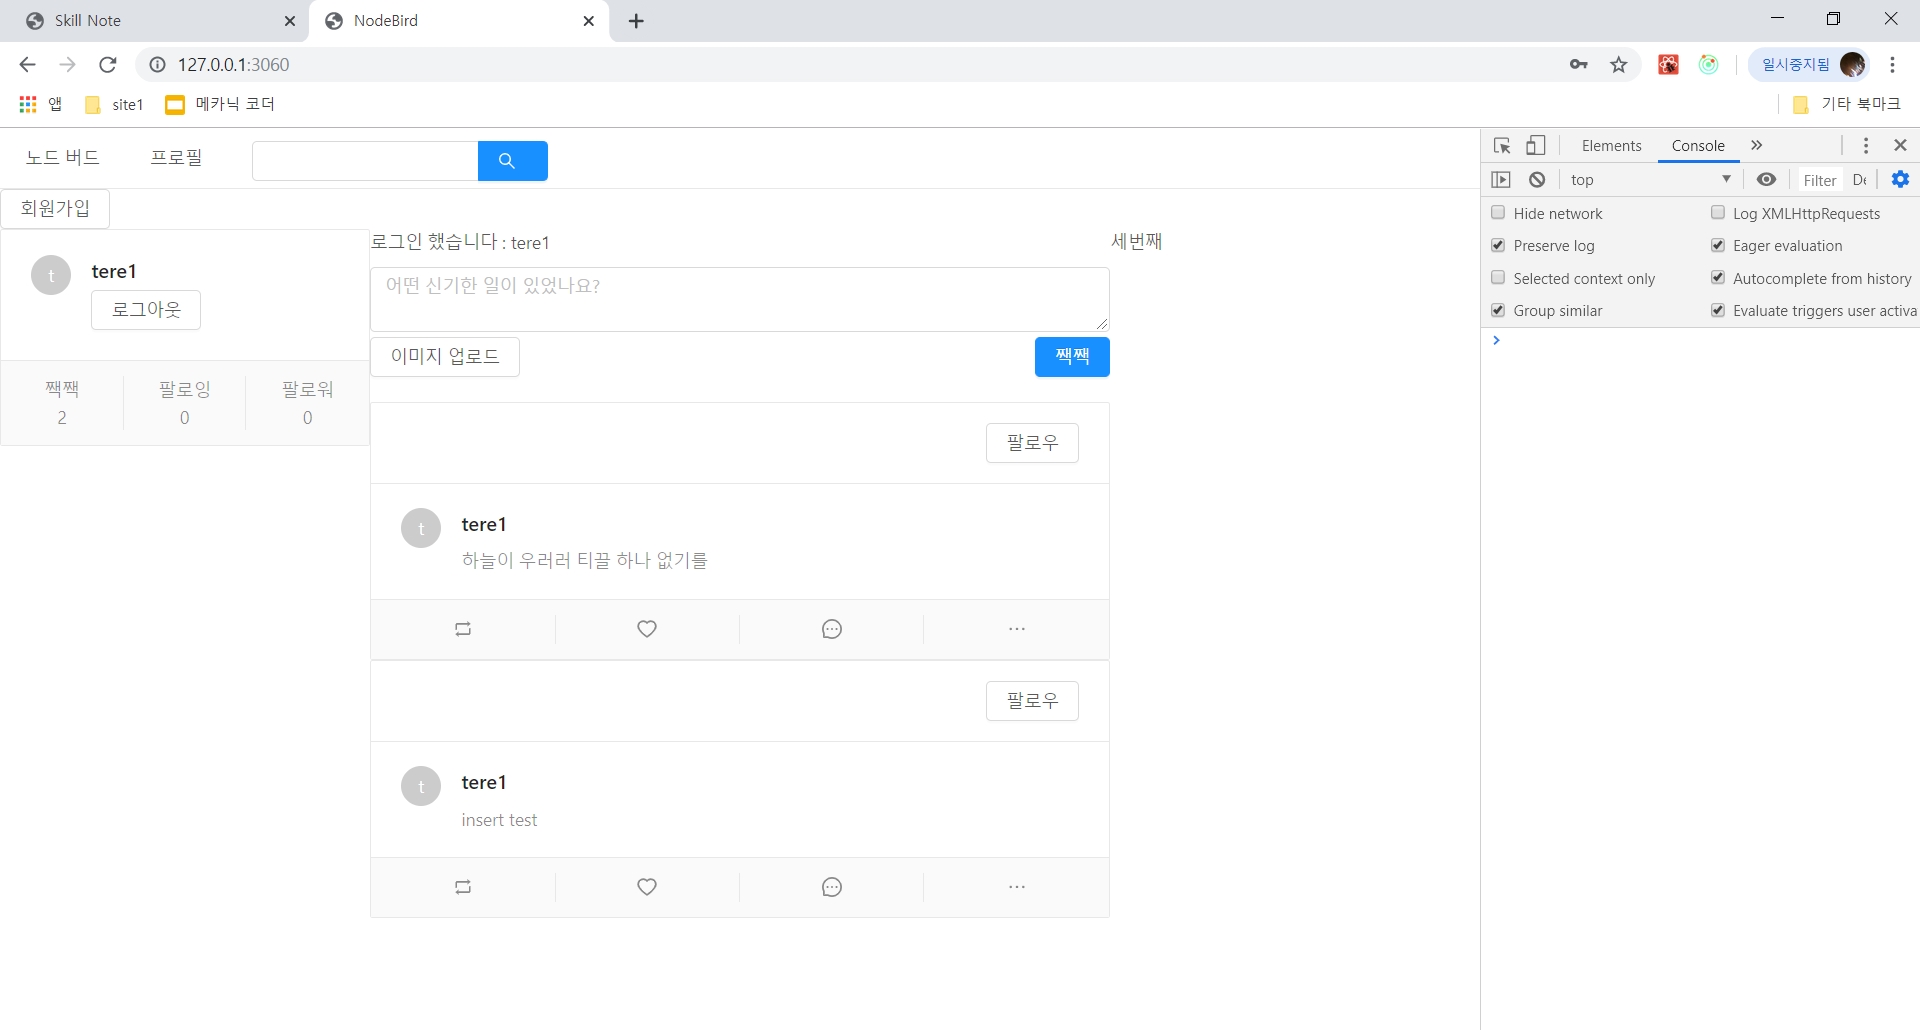 Skill Note
NodeBird
127.0.0.1:3060
일시중지됨
앱
site1
메카닉 코더
기타 북마크
노드 버드
프로필
회원가입
t
tere1
로그아웃
짹짹
2
팔로잉
0
팔로워
0
로그인 했습니다 : tere1
어떤 신기한 일이 있었나요?
이미지 업로드
짹짹
팔로우
t
tere1
하늘이 우러러 티끌 하나 없기를
팔로우
t
tere1
insert test
세번째
Elements
Console
top
Filter
De
Hide network
Log XMLHttpRequests
Preserve log
Eager evaluation
Selected context only
Autocomplete from history
Group similar
Evaluate triggers user activa